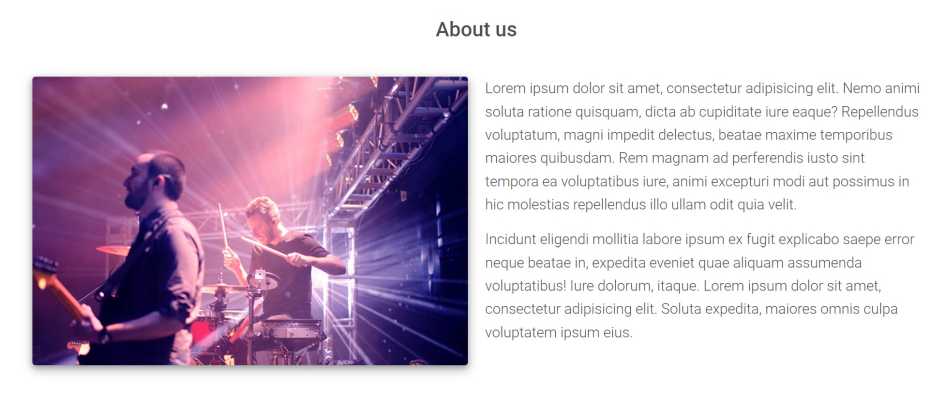 About us
Lorem ipsum dolor sit amet, consectetur adipisicing elit. Nemo animi
soluta ratione quisquam, dicta ab cupiditate iure eaque? Repellendus
voluptatum, magni impedit delectus, beatae maxime temporibus
maiores quibusdam. Rem magnam ad perferendis iusto sint
tempora ea voluptatibus iure, animi excepturi modi aut possimus in
hic molestias repellendus illo ullam odit quia velit.
Incidunt eligendi mollitia labore ipsum ex fugit explicabo saepe error
neque beatae in, expedita eveniet quae aliquam assumenda
voluptatibus! Iure dolorum, itaque. Lorem ipsum dolor sit amet,
consectetur adipisicing elit. Soluta expedita, maiores omnis culpa
voluptatem ipsum eius.